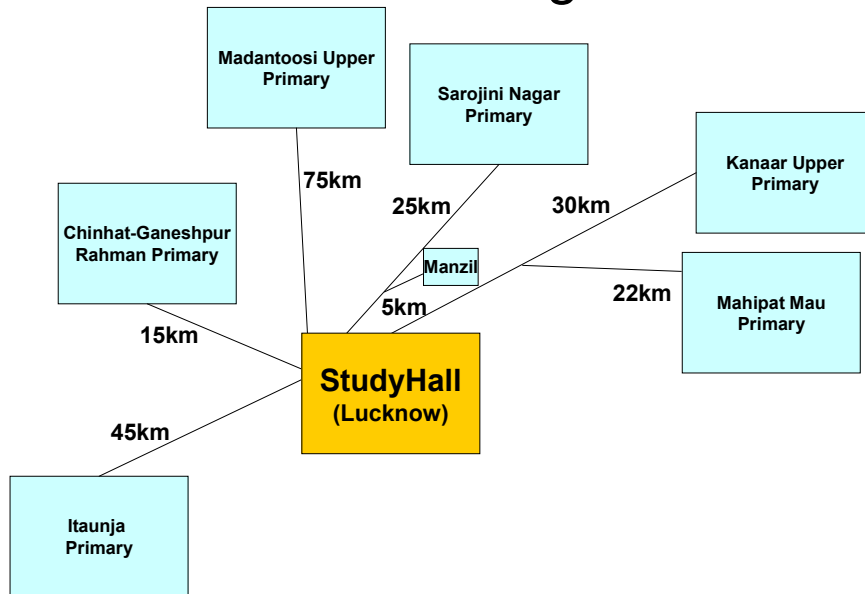 Madantoosi Upper
Primary
Sarojini Nagar
Primary
Kanaar Upper
Primary
75km
25km
30km
Chinhat-Ganeshpur
Rahman Primary
Manzil
22km
Mahipat Mau
Primary
5km
15km
StudyHall
(Lucknow)
45km
Itaunja
Primary